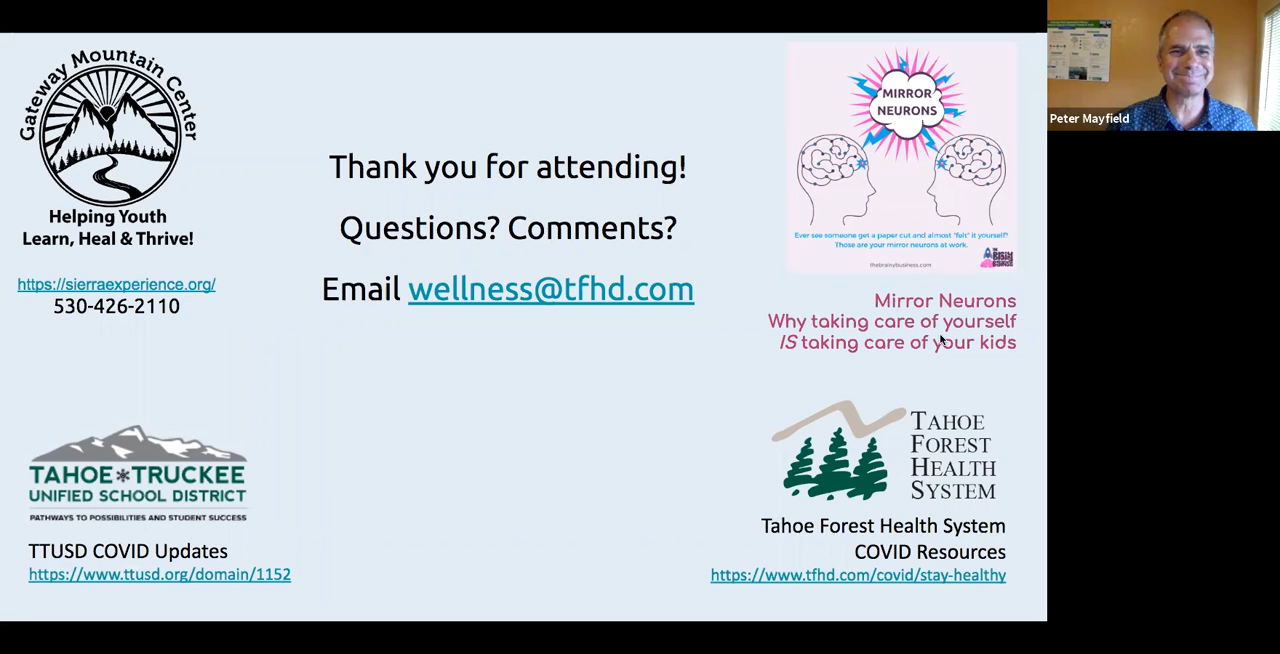 Gateway Mountain Center
Helping Youth
Learn, Heal & Thrive!
https://sierraexperience.org/
530-426-2110
Thank you for attending!
Questions? Comments?
Email wellness@tfhd.com
MIRROR
NEURONS
Ever see someone get a paper cut and almost "felt" it yourself?
Those are your mirror neurons at work.
thebrainybusiness.com
THE
BRAINY
BUSINESS
Mirror Neurons
Why taking care of yourself
IS taking care of your kids
Peter Mayfield
TAHOE TRUCKEE
UNIFIED SCHOOL DISTRICT
PATHWAYS TO POSSIBILITIES AND STUDENT SUCCESS
TTUSD COVID Updates
https://www.ttusd.org/domain/1152
TAHOE
FOREST
HEALTH
SYSTEM
Tahoe Forest Health System
COVID Resources
https://www.tfhd.com/covid/stay-healthy